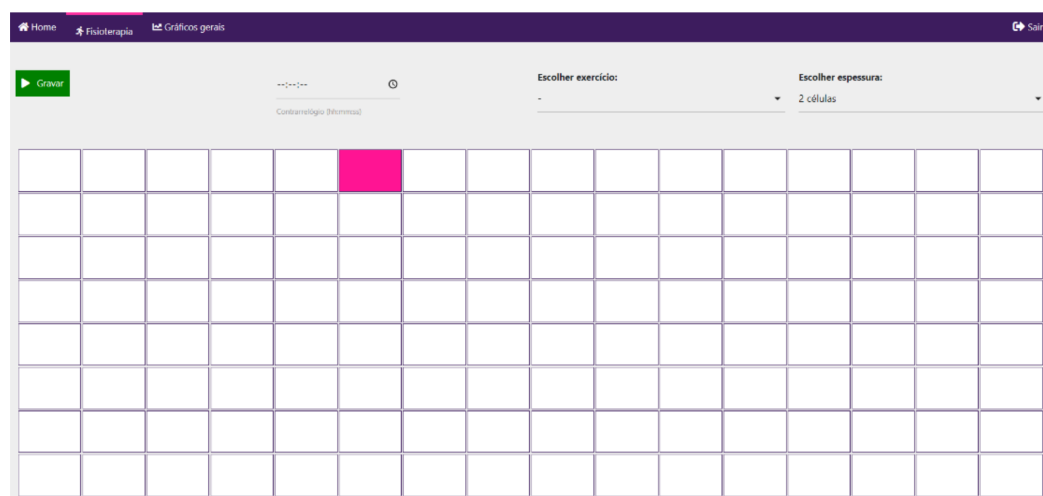 Home Fisioterapia Gráficos gerais Sair
Gravar
--:--:--
Contrarrelógio (hh:mm:ss)
Escolher exercício:
-
Escolher espessura:
2 células